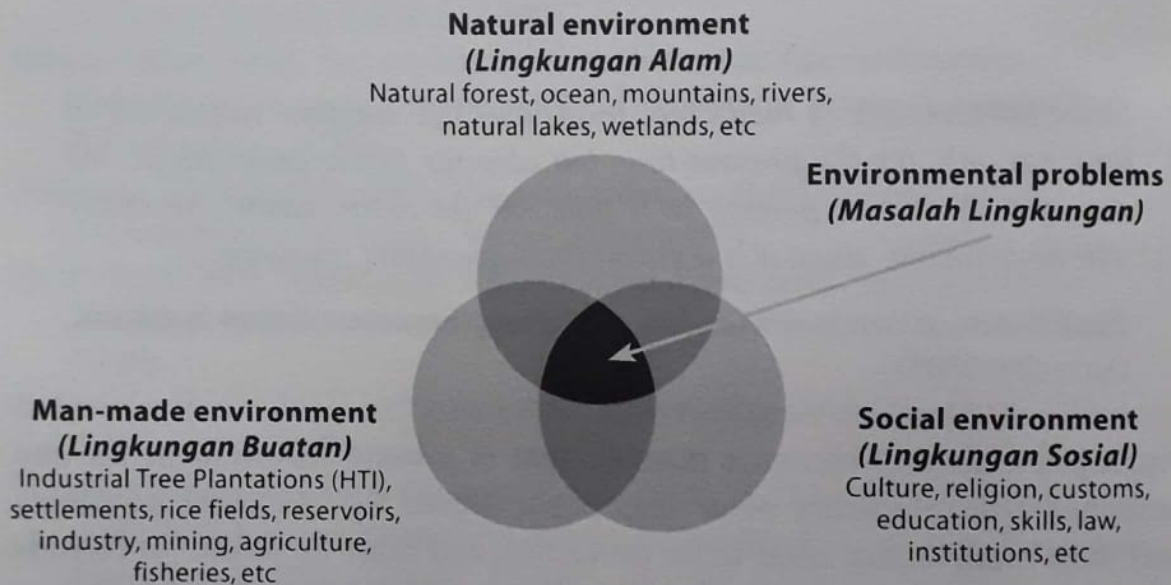 Natural environment
(Lingkungan Alam)
Natural forest, ocean, mountains, rivers,
natural lakes, wetlands, etc
Environmental problems
(Masalah Lingkungan)
Man-made environment
(Lingkungan Buatan)
Industrial Tree Plantations (HTI),
settlements, rice fields, reservoirs,
industry, mining, agriculture,
fisheries, etc
Social environment
(Lingkungan Sosial)
Culture, religion, customs,
education, skills, law,
institutions, etc